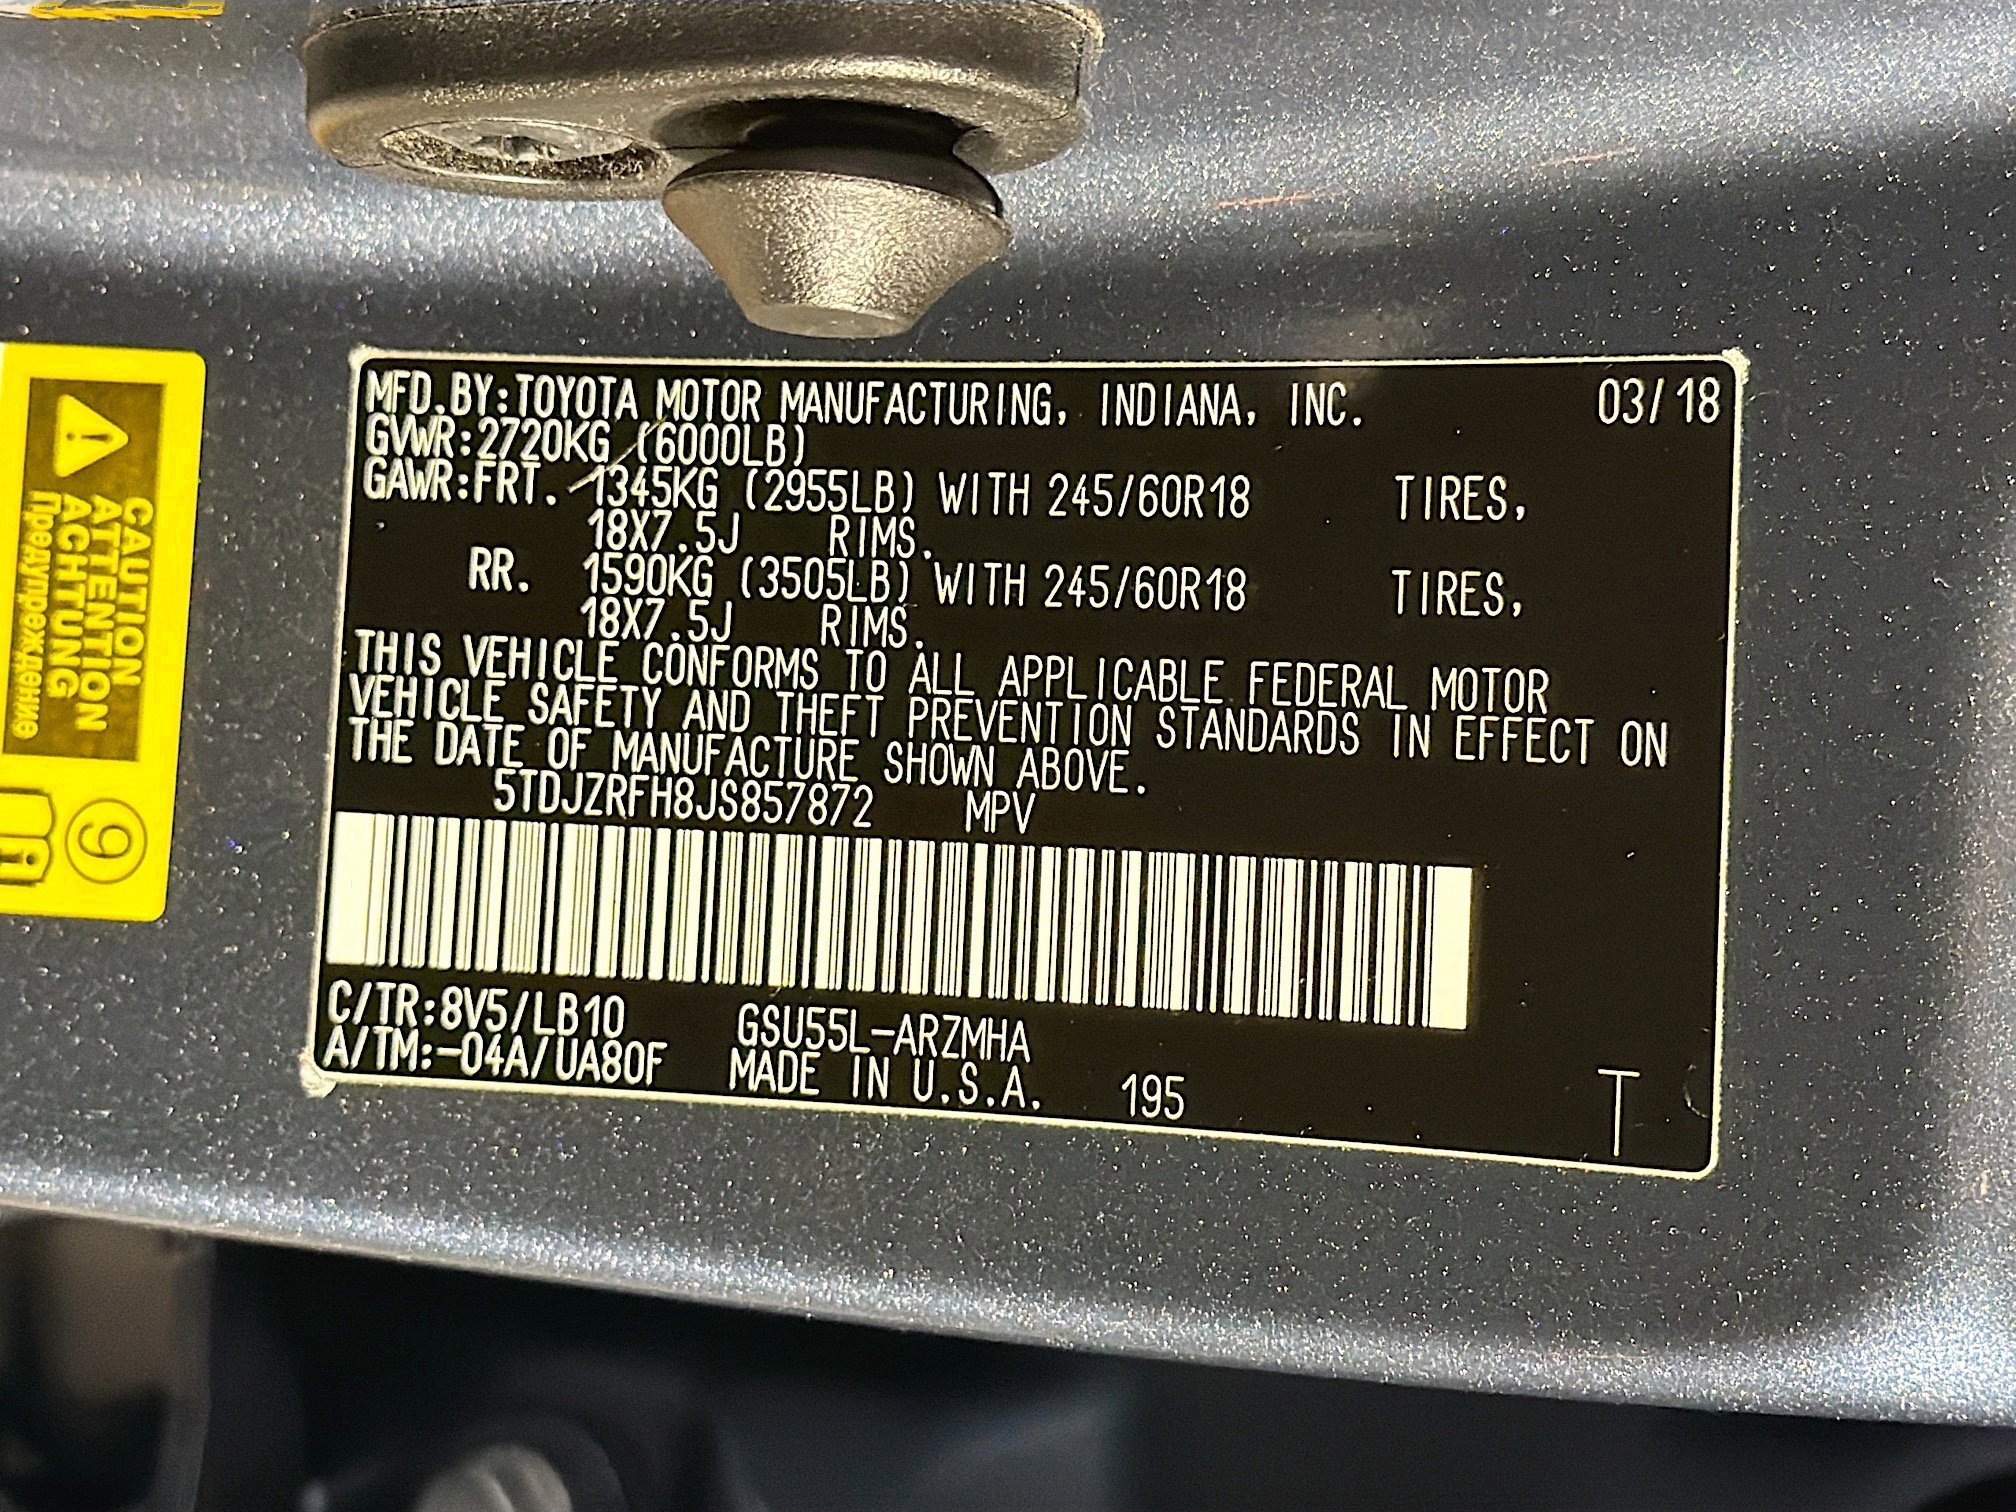 MFD.BY:TOYOTA MOTOR MANUFACTURING, INDIANA, INC. 03/18
GVWR:2720KG (6000LB)
GAWR:FRT. 1345KG (2955LB) WITH 245/60R18 TIRES,
18X7.5J RIMS.
RR. 1590KG (3505LB) WITH 245/60R18 TIRES,
18X7.5J RIMS.
THIS VEHICLE CONFORMS TO ALL APPLICABLE FEDERAL MOTOR
VEHICLE SAFETY AND THEFT PREVENTION STANDARDS IN EFFECT ON
THE DATE OF MANUFACTURE SHOWN ABOVE.
5TDJZRFH8JS857872 MPV
C/TR:8V5/LB10 GSU55L-ARZMHA
A/TM:-04A/UA80F MADE IN U.S.A. 195
T
CAUTION
ATTENTION
ACHTUNG
Предупреждение
9